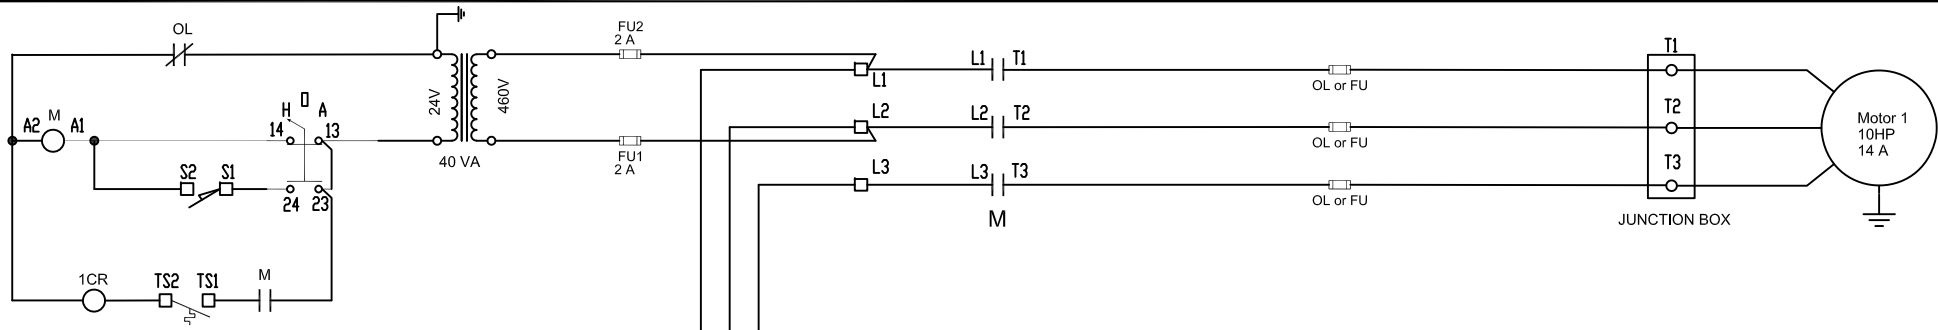 OL
FU2
2 A
24V
460V
40 VA
FU1
2 A
A2
M
A1
H
0
A
14
13
S2
S1
24
23
1CR
TS2
TS1
M
L1
L1
T1
OL or FU
L2
L2
T2
OL or FU
L3
L3
T3
OL or FU
M
T1
T2
T3
JUNCTION BOX
Motor 1
10HP
14 A